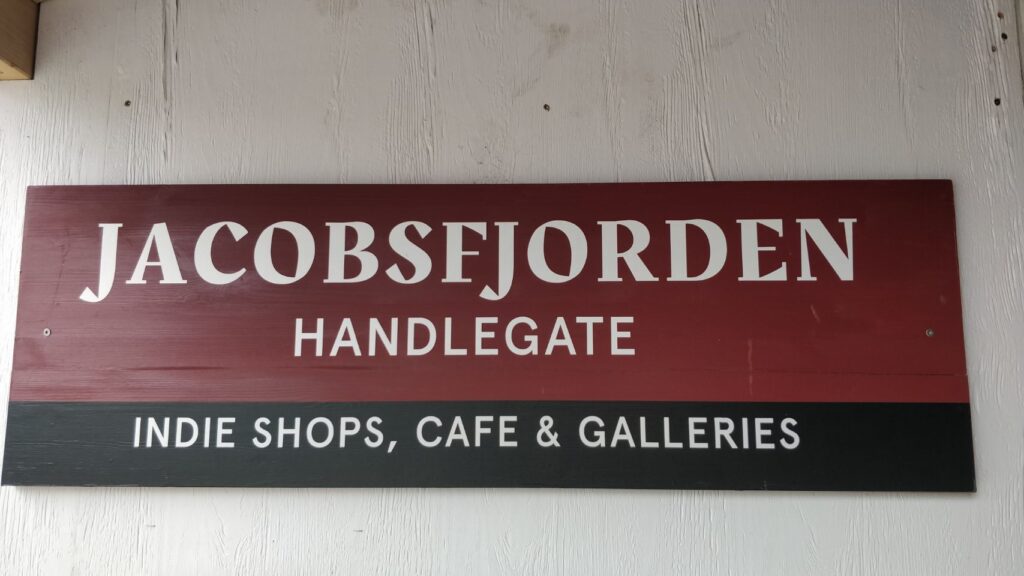 JACOBSFJORDEN
HANDLEGATE
INDIE SHOPS, CAFE & GALLERIES